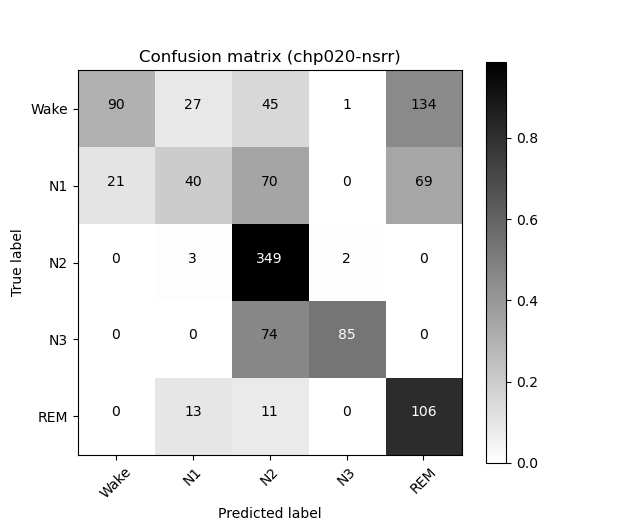 Confusion matrix (chp020-nsrr)
Wake 90 27 45 1 134
N1 21 40 70 0 69
N2 0 3 349 2 0
N3 0 0 74 85 0
REM 0 13 11 0 106
Wake N1 N2 N3 REM
Predicted label
True label
0.8
0.6
0.4
0.2
0.0